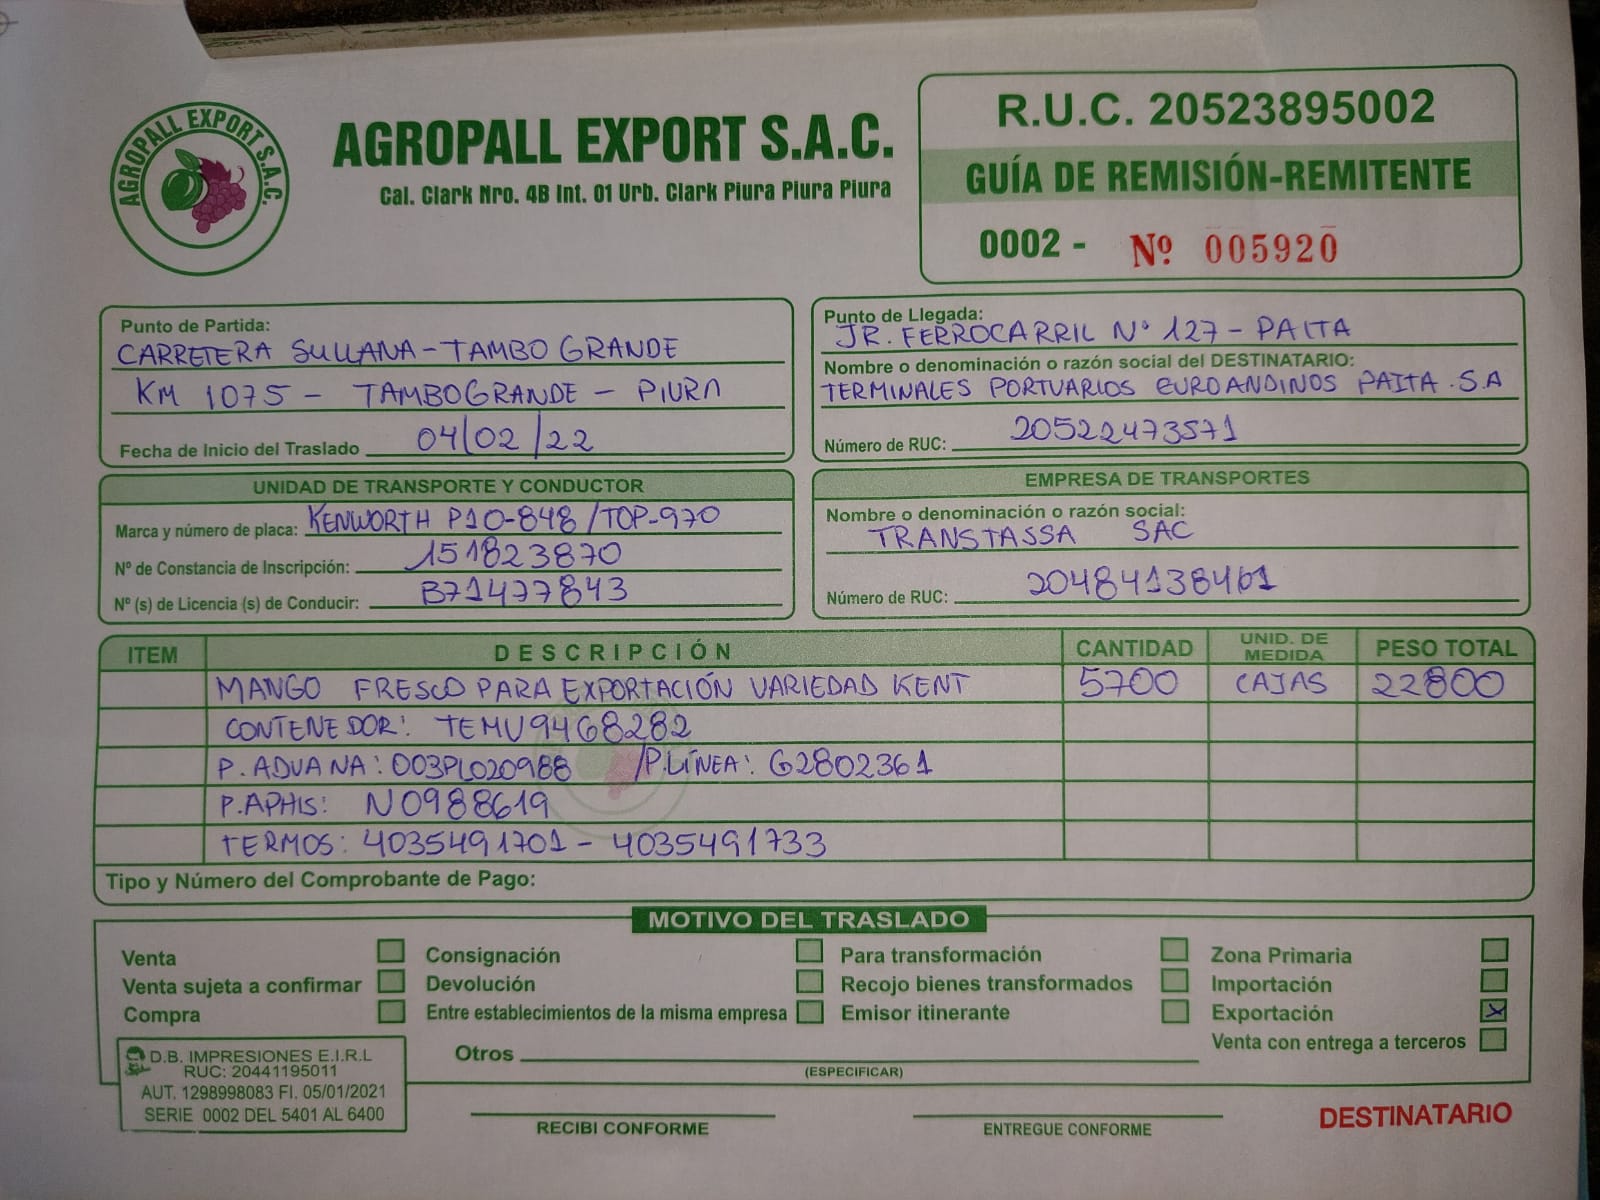 AGROPALL EXPORT S.A.C.
AGROPALL EXPORT S.A.C.
Cal. Clark Nro. 4B Int. 01 Urb. Clark Piura Piura Piura
R.U.C. 20523895002
GUÍA DE REMISIÓN-REMITENTE
0002 - Nº 005920
Punto de Partida:
CARRETERA SULLANA-TAMBO GRANDE
KM 1075 - TAMBOGRANDE - PIURA
Fecha de Inicio del Traslado 04/02/22
Punto de Llegada:
JR. FERROCARRIL Nº 127 - PAITA
Nombre o denominación o razón social del DESTINATARIO:
TERMINALES PORTUARIOS EUROANDINOS PAITA .S.A
Número de RUC: 20522473571
UNIDAD DE TRANSPORTE Y CONDUCTOR
Marca y número de placa: KENWORTH P10-848 /TOP-970
Nº de Constancia de Inscripción: 151823870
Nº (s) de Licencia (s) de Conducir: B71477843
EMPRESA DE TRANSPORTES
Nombre o denominación o razón social:
TRANSTASSA SAC
Número de RUC: 20484138461
ITEM DESCRIPCIÓN CANTIDAD UNID. DE MEDIDA PESO TOTAL
MANGO FRESCO PARA EXPORTACIÓN VARIEDAD KENT 5700 CAJAS 22800
CONTENEDOR: TEMU9468282
P. ADUANA: 003PL020988 /P.LÍNEA: G2802361
P.APHIS: N0988619
TERMOS: 4035491701 - 4035491733
Tipo y Número del Comprobante de Pago:
MOTIVO DEL TRASLADO
Venta Consignación Para transformación Zona Primaria
Venta sujeta a confirmar Devolución Recojo bienes transformados Importación
Compra Entre establecimientos de la misma empresa Emisor itinerante Exportación X
Venta con entrega a terceros
Otros
(ESPECIFICAR)
D.B. IMPRESIONES E.I.R.L
RUC: 20441195011
AUT. 1298998083 FI. 05/01/2021
SERIE 0002 DEL 5401 AL 6400
RECIBI CONFORME
ENTREGUE CONFORME
DESTINATARIO